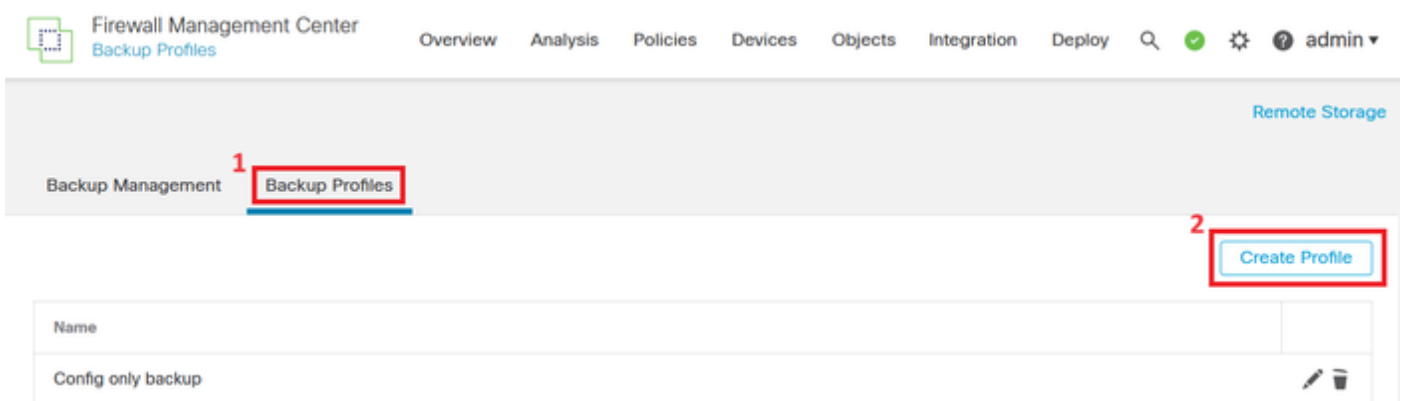 Firewall Management Center
Backup Profiles
Overview Analysis Policies Devices Objects Integration Deploy admin
Remote Storage
1
Backup Management Backup Profiles
2
Create Profile
Name
Config only backup